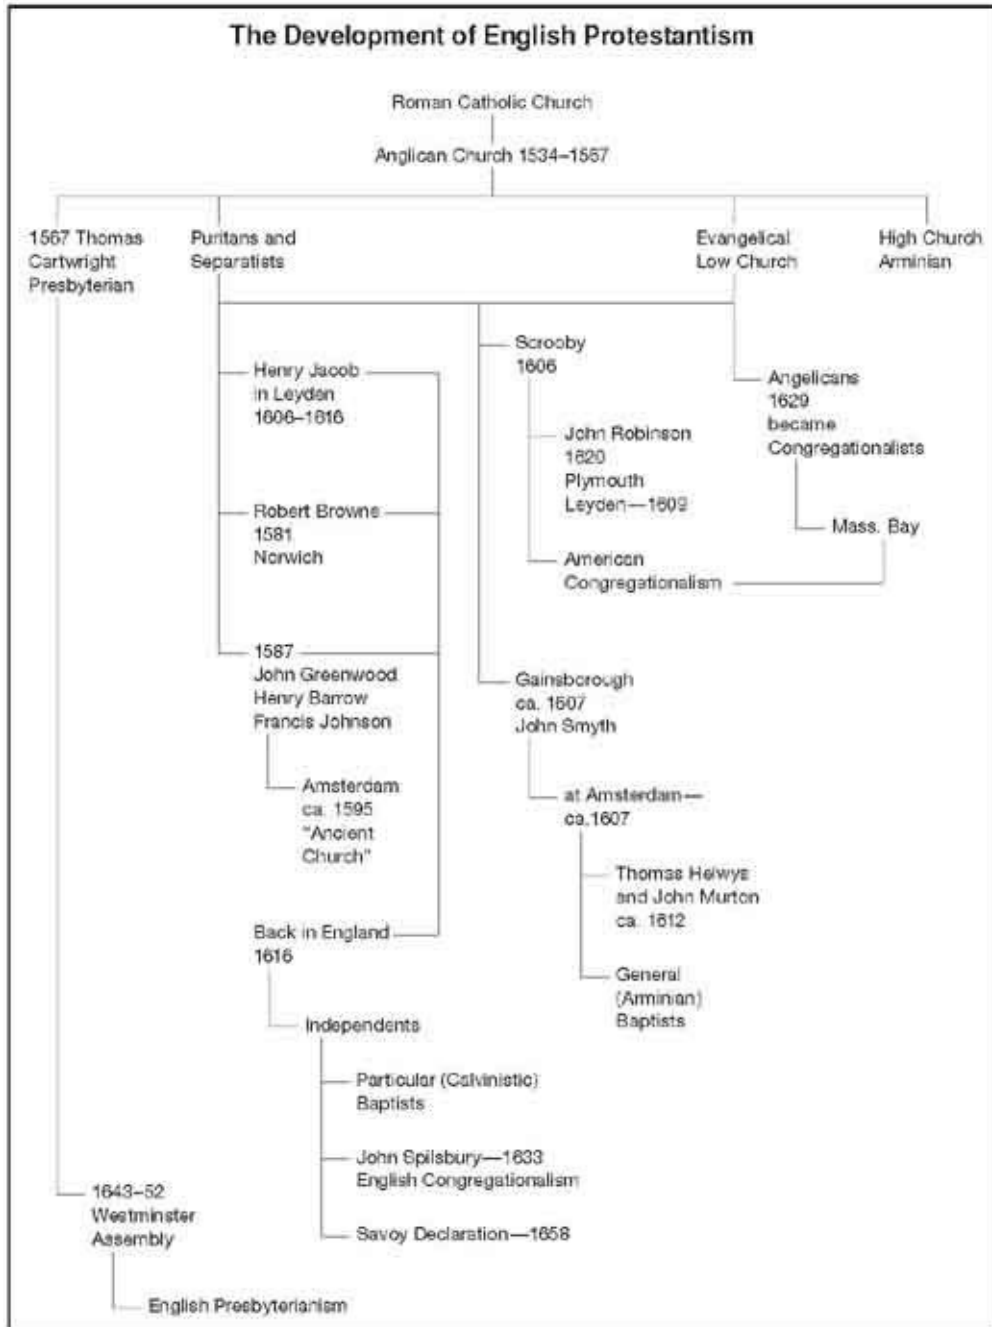 The Development of English Protestantism
Roman Catholic Church
Anglican Church 1534–1567
1567 Thomas
Cartwright
Presbyterian
Puritans and
Separatists
Evangelical
Low Church
High Church
Arminian
Henry Jacob
in Leyden
1606–1616
Robert Browne
1581
Norwich
1587
John Greenwood
Henry Barrow
Francis Johnson
Amsterdam
ca. 1595
"Ancient
Church"
Back in England
1616
Independents
Particular (Calvinistic)
Baptists
John Spilsbury—1633
English Congregationalism
Savoy Declaration—1658
Scrooby
1606
John Robinson
1620
Plymouth
Leyden—1609
American
Congregationalism
Gainsborough
ca. 1607
John Smyth
at Amsterdam—
ca.1607
Thomas Helwys
and John Murton
ca. 1612
General
(Arminian)
Baptists
Angelicans
1629
became
Congregationalists
Mass. Bay
1643–52
Westminster
Assembly
English Presbyterianism